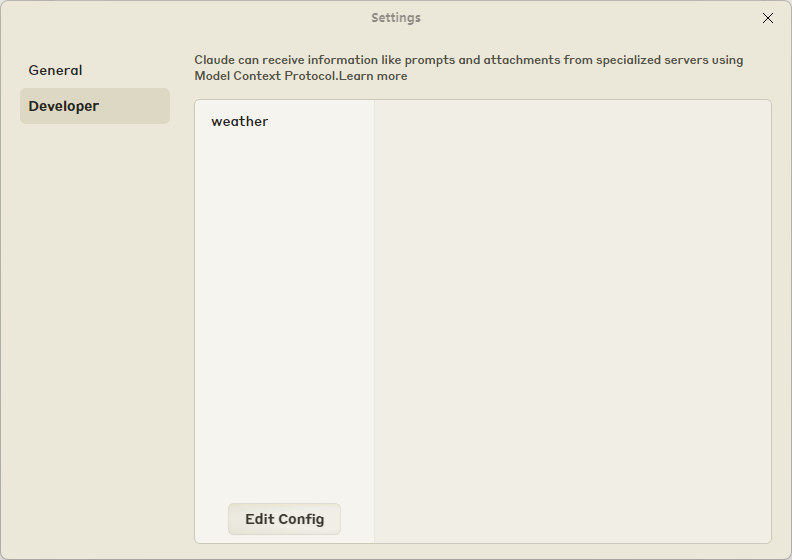 Settings
General
Developer
Claude can receive information like prompts and attachments from specialized servers using
Model Context Protocol.Learn more
weather
Edit Config